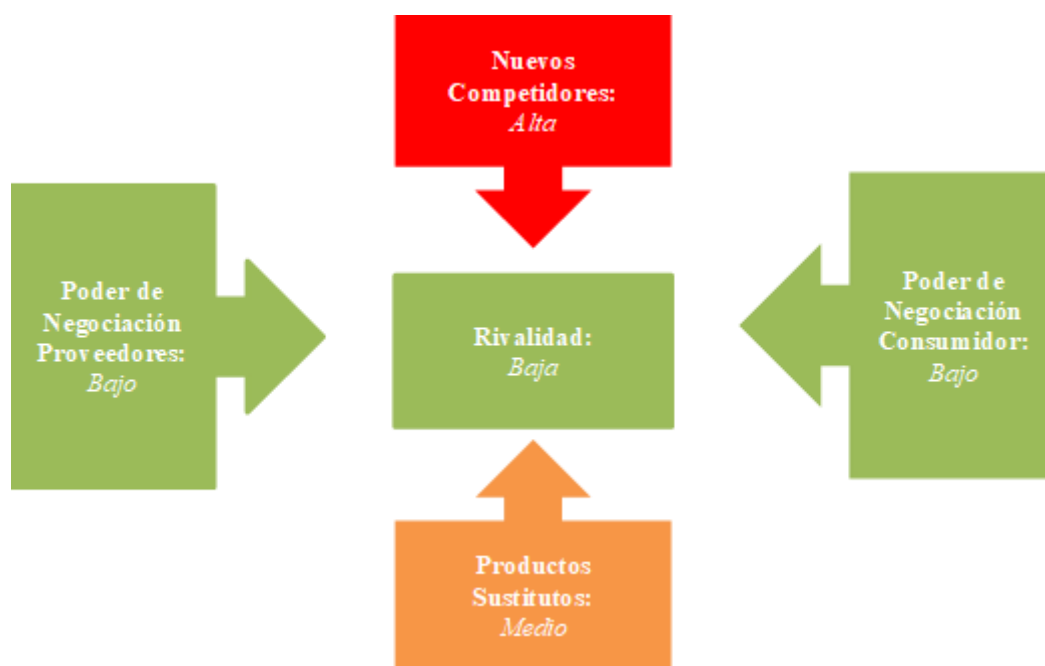 Nuevos
Competidores:
Alta
Poder de
Negociación
Proveedores:
Bajo
Rivalidad:
Baja
Poder de
Negociación
Consumidor:
Bajo
Productos
Sustitutos:
Medio